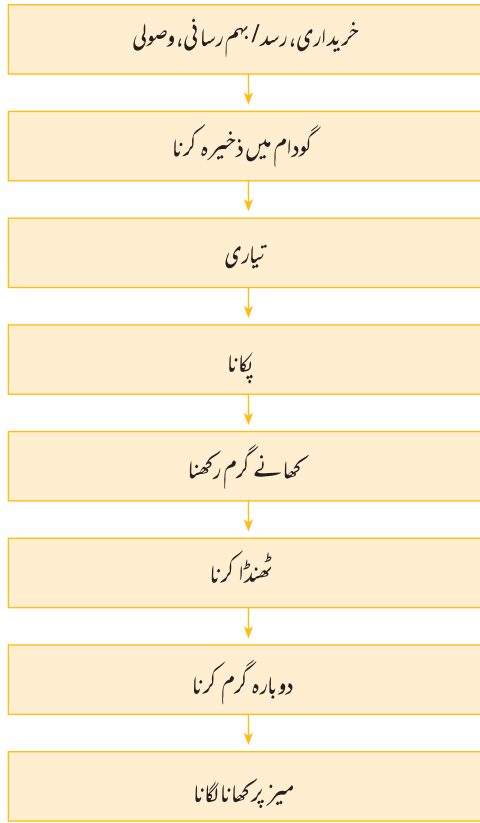 خریداری، رسد / بہم رسانی، وصولی
گودام میں ذخیرہ کرنا
تیاری
پکانا
کھانے گرم رکھنا
ٹھنڈا کرنا
دوبارہ گرم کرنا
میز پر کھانا لگانا